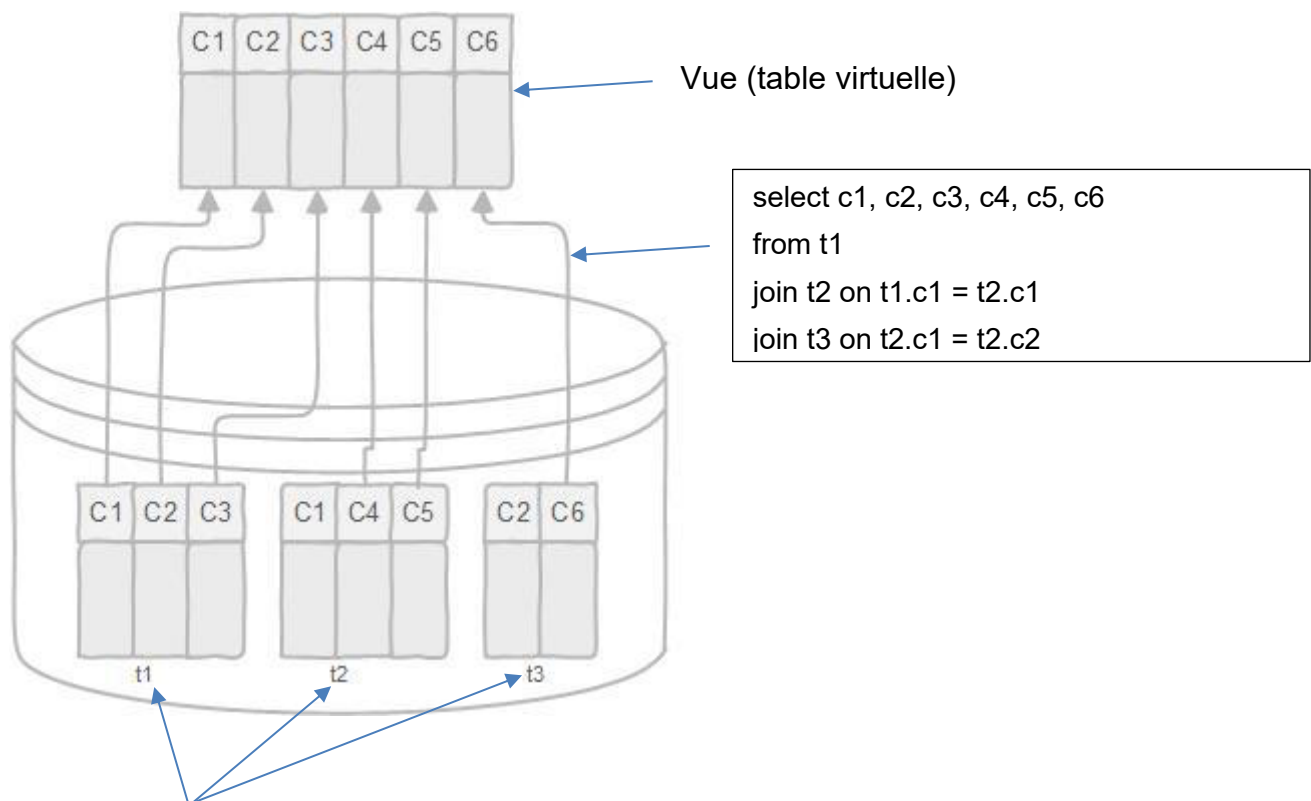 C1 C2 C3 C4 C5 C6
Vue (table virtuelle)
select c1, c2, c3, c4, c5, c6
from t1
join t2 on t1.c1 = t2.c1
join t3 on t2.c1 = t2.c2
C1 C2 C3 C1 C4 C5 C2 C6
t1 t2 t3